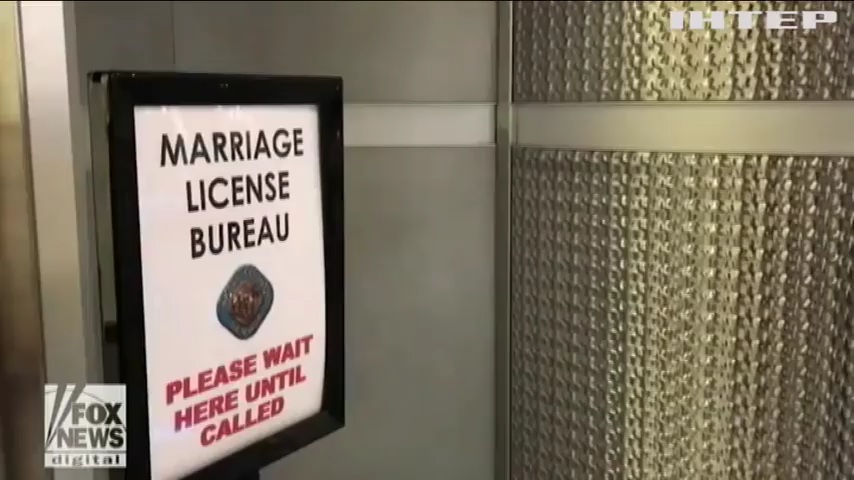 ІНТЕР
MARRIAGE
LICENSE
BUREAU
PLEASE WAIT
HERE UNTIL
CALLED
FOX
NEWS
digital